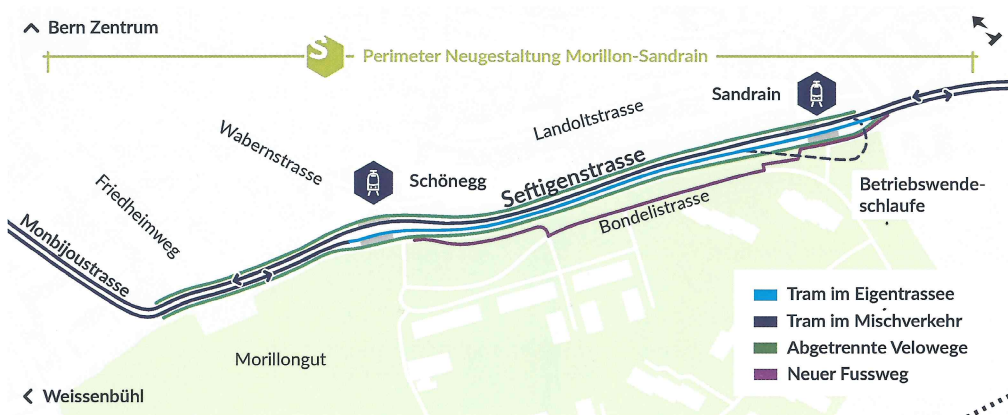 Bern Zentrum
S
Perimeter Neugestaltung Morillon-Sandrain
Sandrain
Landoltstrasse
Wabernstrasse
Schönegg
Seftigenstrasse
Friedheimweg
Betriebswende-
schlaufe
Bondelistrasse
Monbijoustrasse
Tram im Eigentrassee
Tram im Mischverkehr
Abgetrennte Velowege
Neuer Fussweg
Morillongut
Weissenbühl